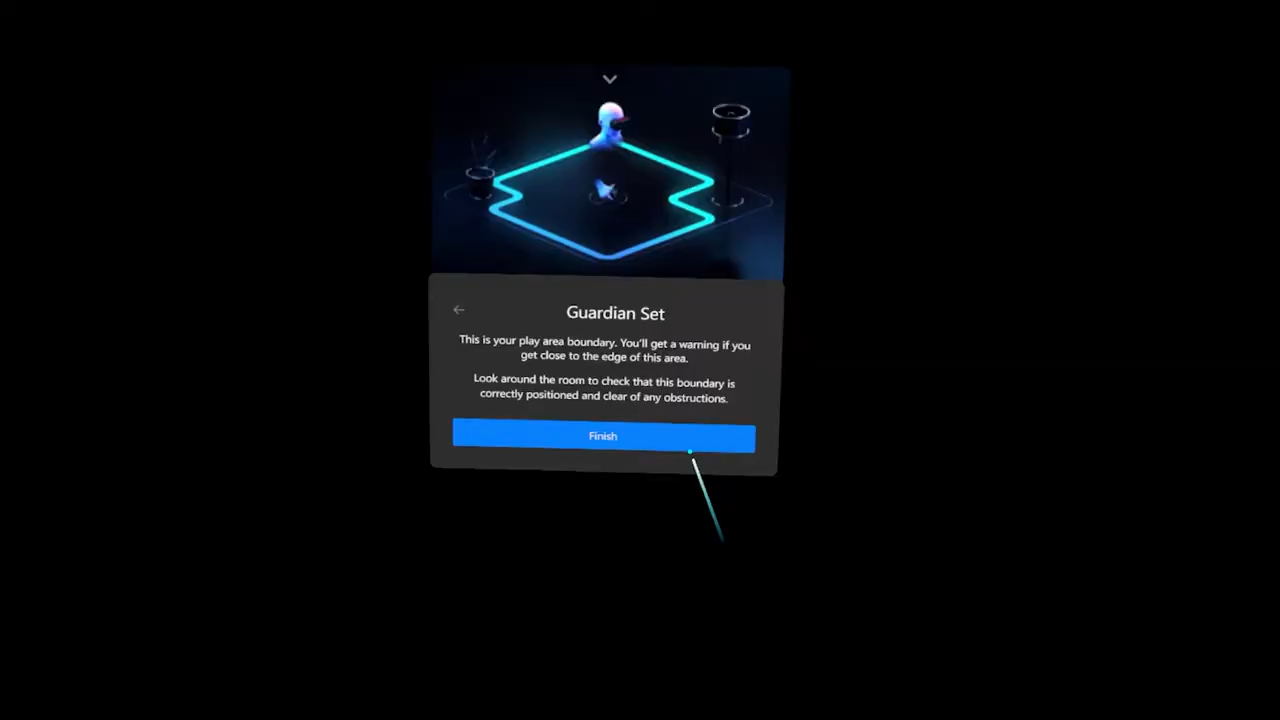 Guardian Set
This is your play area boundary. You'll get a warning if you
get close to the edge of this area.
Look around the room to check that this boundary is
correctly positioned and clear of any obstructions.
Finish